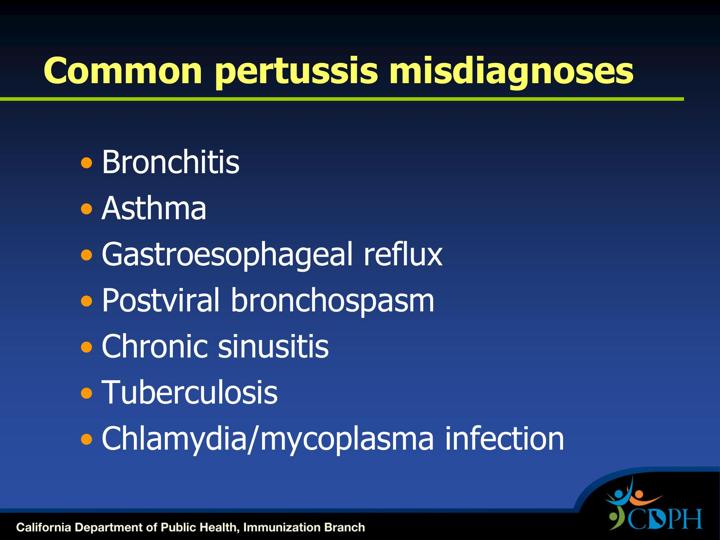 Common pertussis misdiagnoses
• Bronchitis
• Asthma
• Gastroesophageal reflux
• Postviral bronchospasm
• Chronic sinusitis
• Tuberculosis
• Chlamydia/mycoplasma infection
CDPH
California Department of Public Health, Immunization Branch